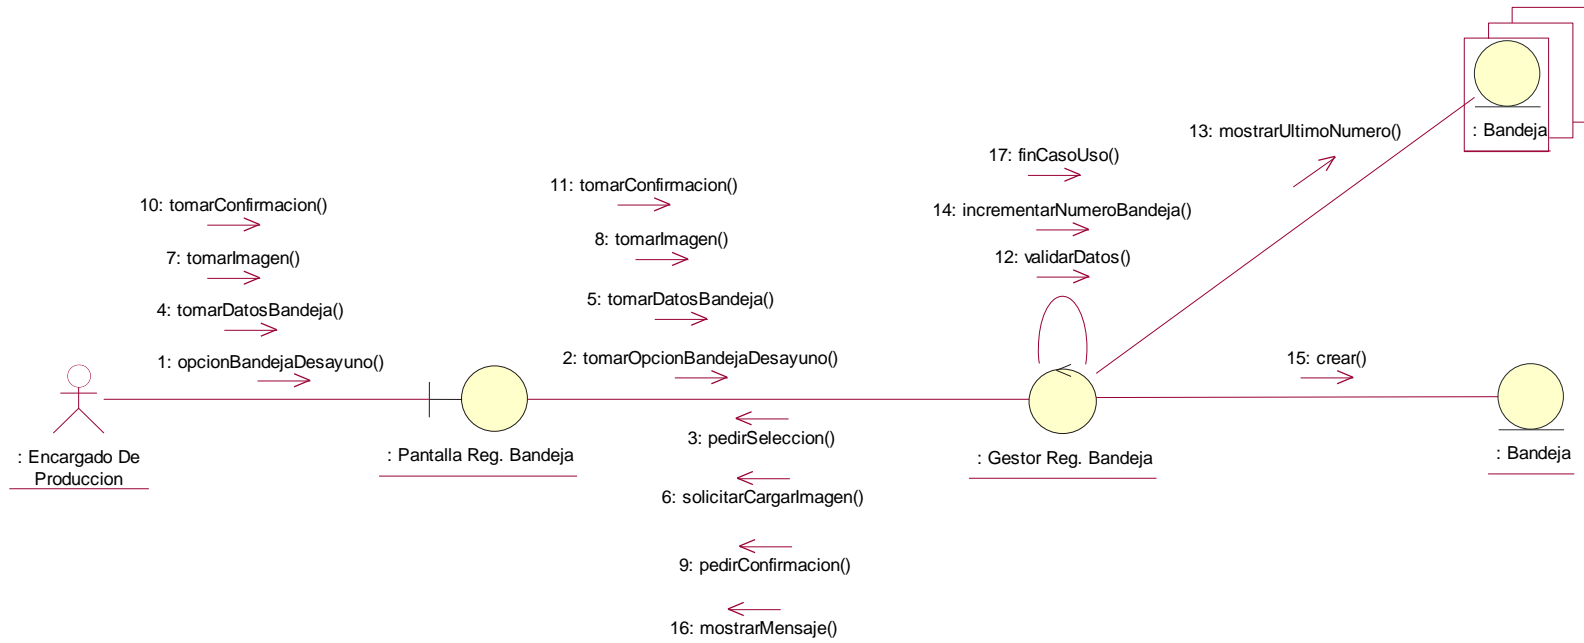 : Bandeja
13: mostrarUltimoNumero()
17: finCasoUso()
14: incrementarNumeroBandeja()
12: validarDatos()
11: tomarConfirmacion()
8: tomarImagen()
5: tomarDatosBandeja()
2: tomarOpcionBandejaDesayuno()
10: tomarConfirmacion()
7: tomarImagen()
4: tomarDatosBandeja()
1: opcionBandejaDesayuno()
15: crear()
: Encargado De
Produccion
: Pantalla Reg. Bandeja
3: pedirSeleccion()
6: solicitarCargarImagen()
9: pedirConfirmacion()
16: mostrarMensaje()
: Gestor Reg. Bandeja
: Bandeja